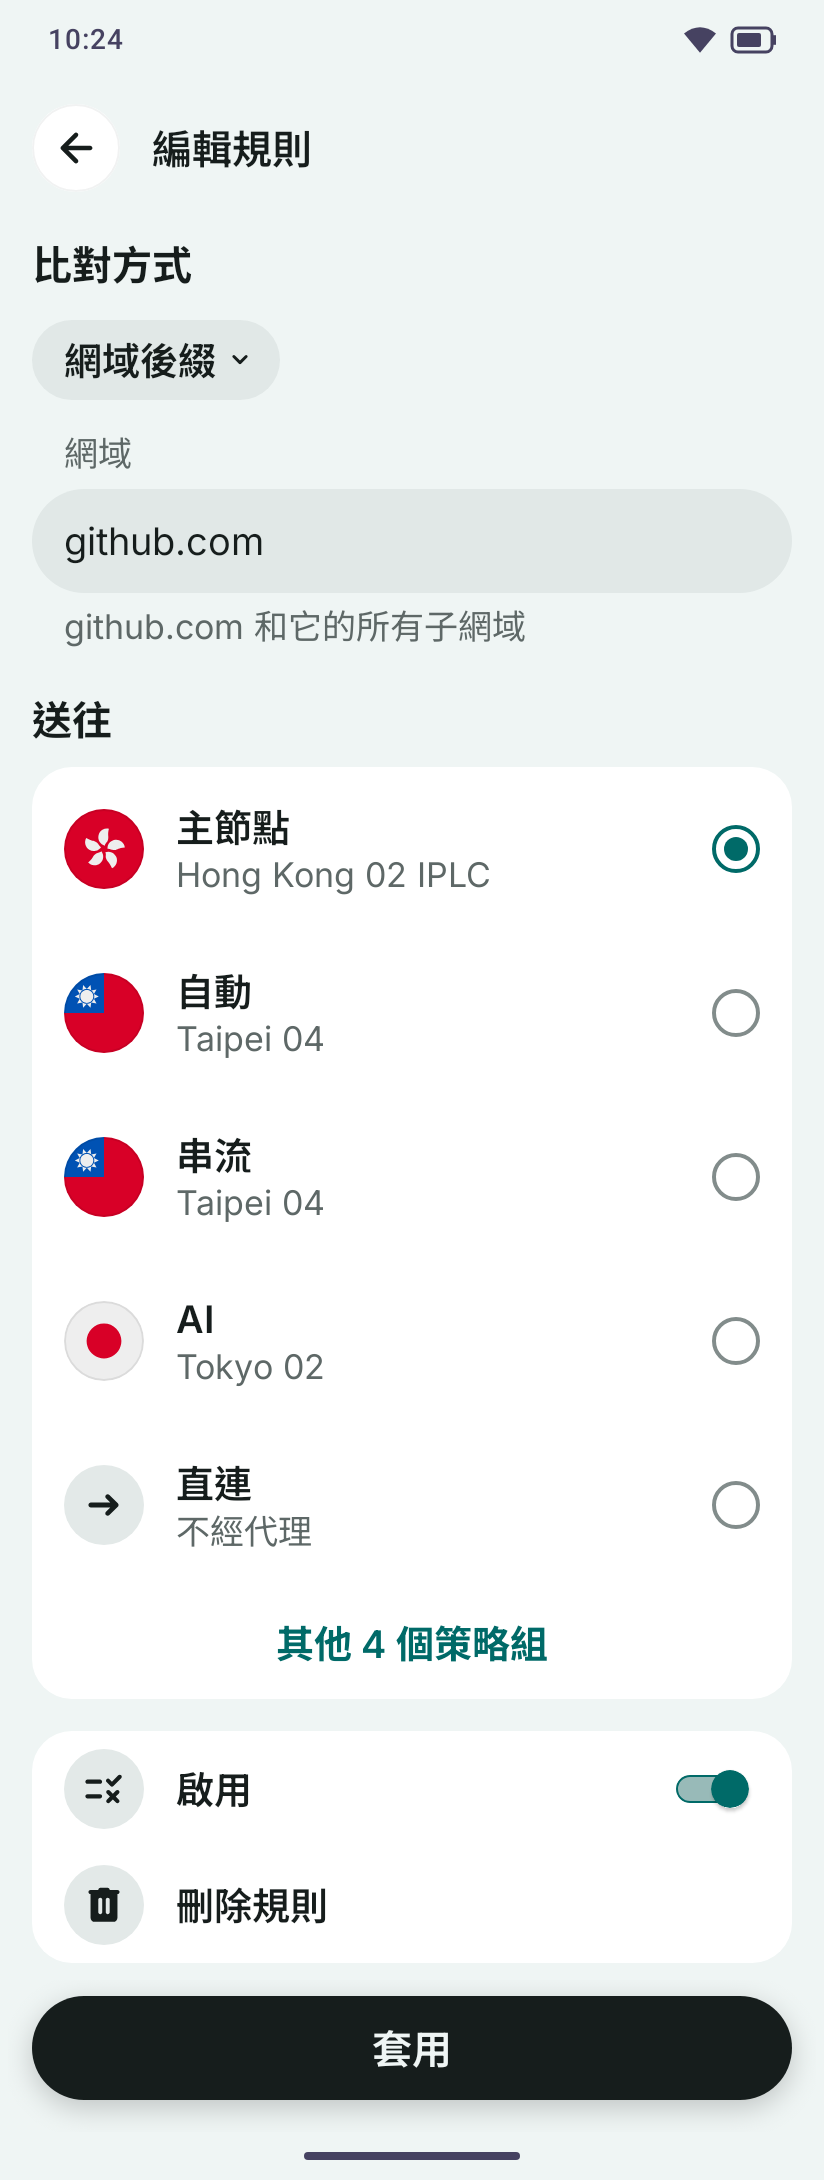 10:24
編輯規則
比對方式
網域後綴
網域
github.com
github.com 和它的所有子網域
送往
主節點
Hong Kong 02 IPLC
自動
Taipei 04
串流
Taipei 04
AI
Tokyo 02
直連
不經代理
其他 4 個策略組
啟用
刪除規則
套用